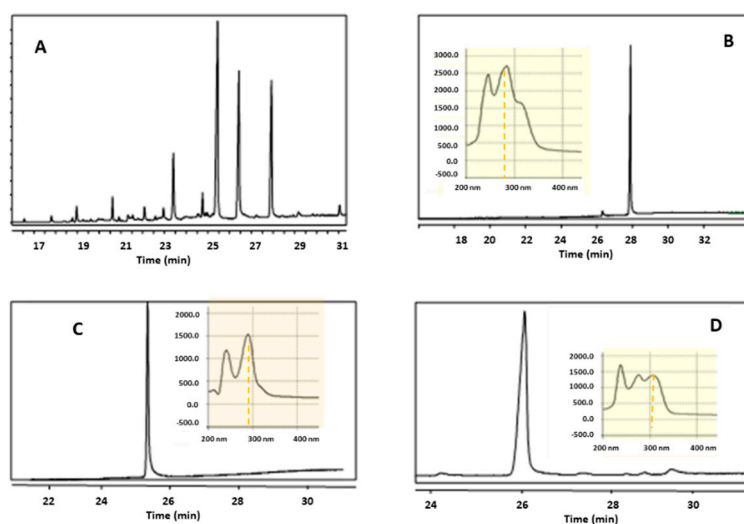 A
17 19 21 23 25 27 29 31
Time (min)
B
3500.0
3000.0
2500.0
2000.0
1500.0
1000.0
500.0
0.0
-500.0
200 nm 300 nm 400 nm
18 20 22 24 26 28 30 32
Time (min)
C
2000.0
1500.0
1000.0
500.0
0.0
-500.0
200 nm 300 nm 400 nm
22 24 26 28 30
Time (min)
D
2000.0
1500.0
1000.0
500.0
0.0
-500.0
200 nm 300 nm 400 nm
24 26 28 30
Time (min)